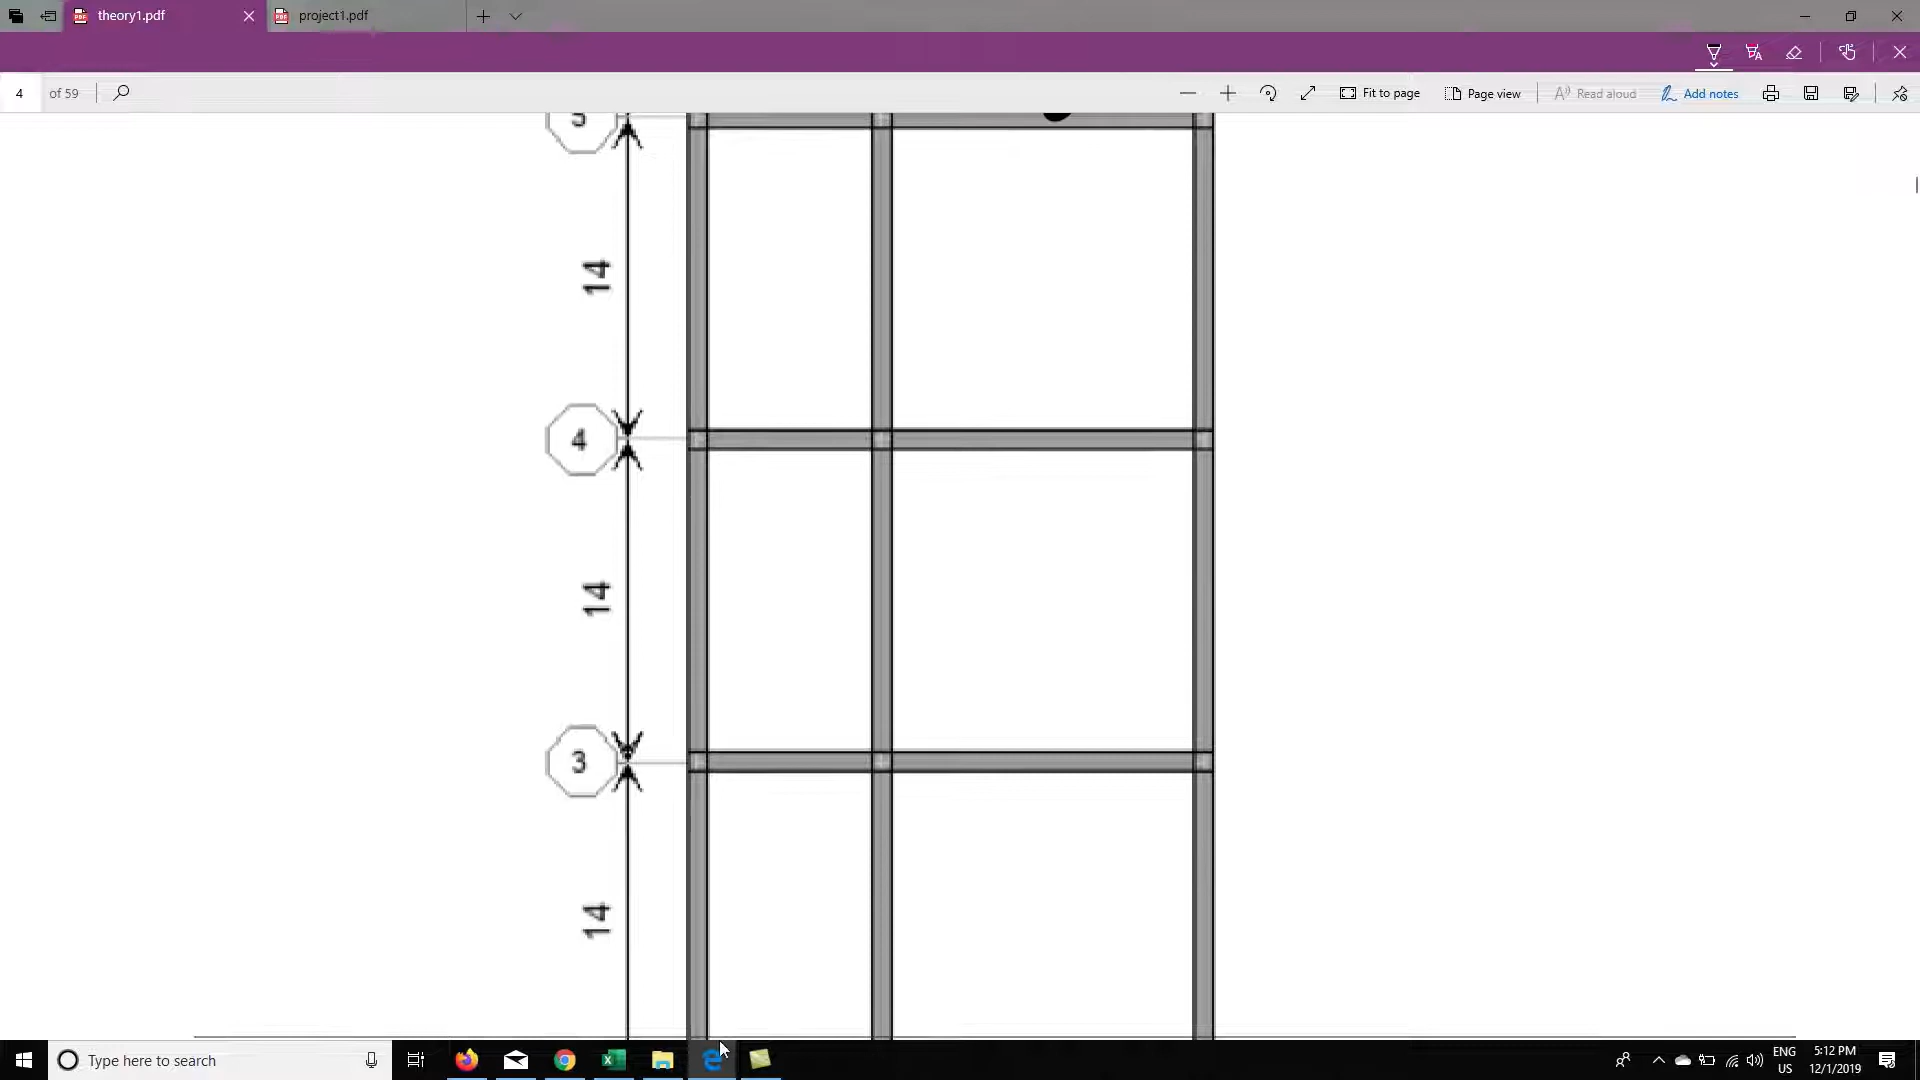 theory1.pdf
project1.pdf
4 of 59
Fit to page
Page view
Read aloud
Add notes
5
14
4
14
3
14
Type here to search
ENG
US
5:12 PM
12/1/2019